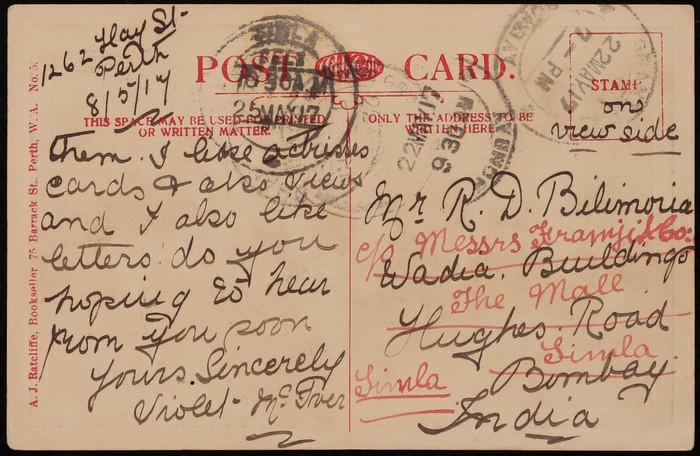 1262 Hay St
Perth
8/5/17
POST CARD.
THIS SPACE MAY BE USED FOR PRINTED
OR WRITTEN MATTER.
ONLY THE ADDRESS TO BE
WRITTEN HERE.
STAMP
on
view side
SIMLA
25 MAY 17
22 MAY 17
22 MAY 17
9 30 M
- PM
A. J. Ratcliffe, Bookseller, 75 Barrack St., Perth, W. A. No. 5.
them. I like actresses
cards & also views
and I also like
letters do you
hoping to hear
from you soon
Yours Sincerely
Violet McIver
Mr R. D. Bilimoria
c/o Messrs Framji & Co:
Wadia Buildings
The Mall
Hughes Road
Simla
Simla
Bombay
India